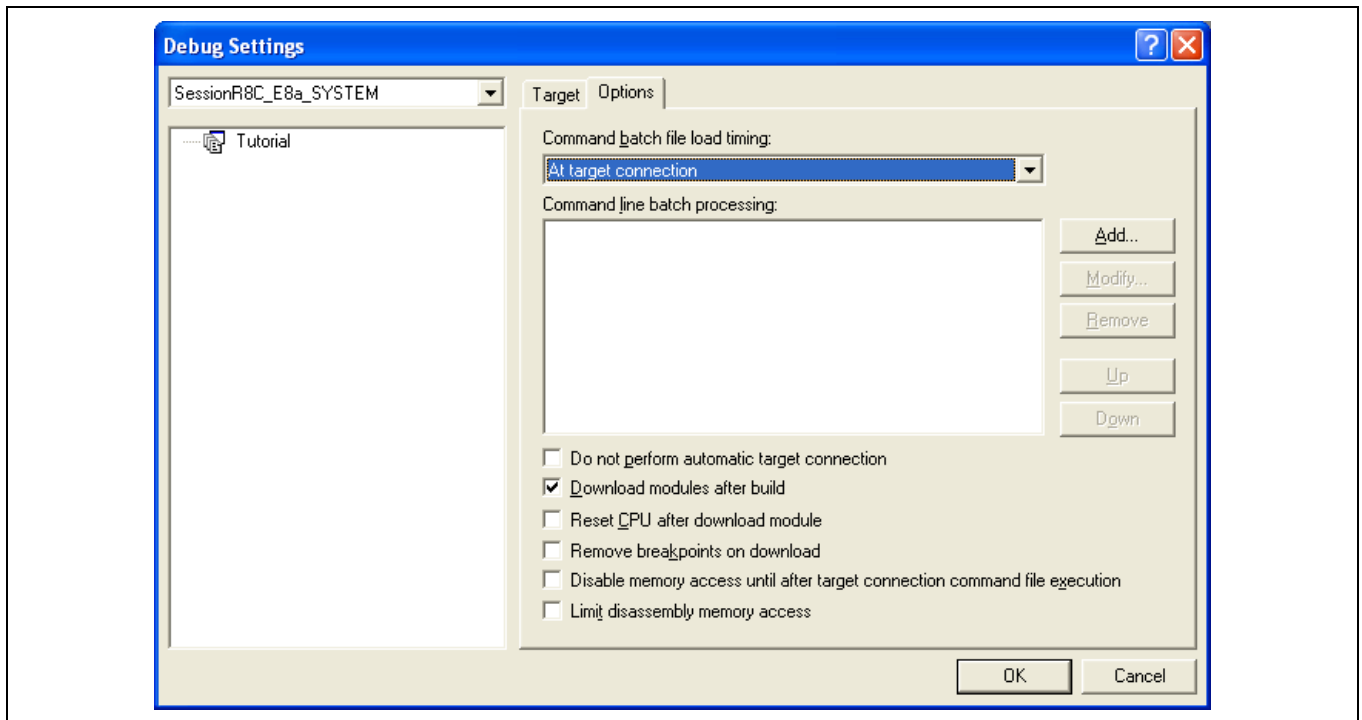 Debug Settings
SessionR8C_E8a_SYSTEM
Tutorial
Target Options
Command batch file load timing:
At target connection
Command line batch processing:
Add...
Modify...
Remove
Up
Down
Do not perform automatic target connection
Download modules after build
Reset CPU after download module
Remove breakpoints on download
Disable memory access until after target connection command file execution
Limit disassembly memory access
OK Cancel